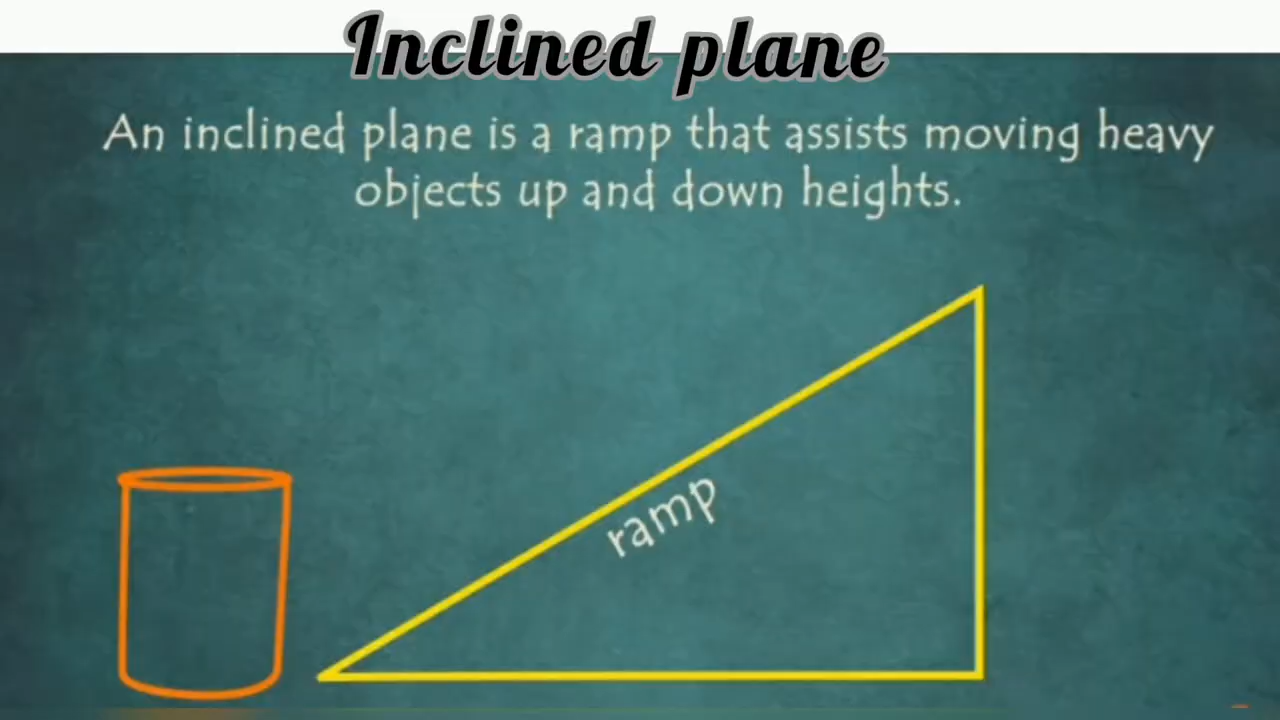 Inclined plane
An inclined plane is a ramp that assists moving heavy
objects up and down heights.
ramp